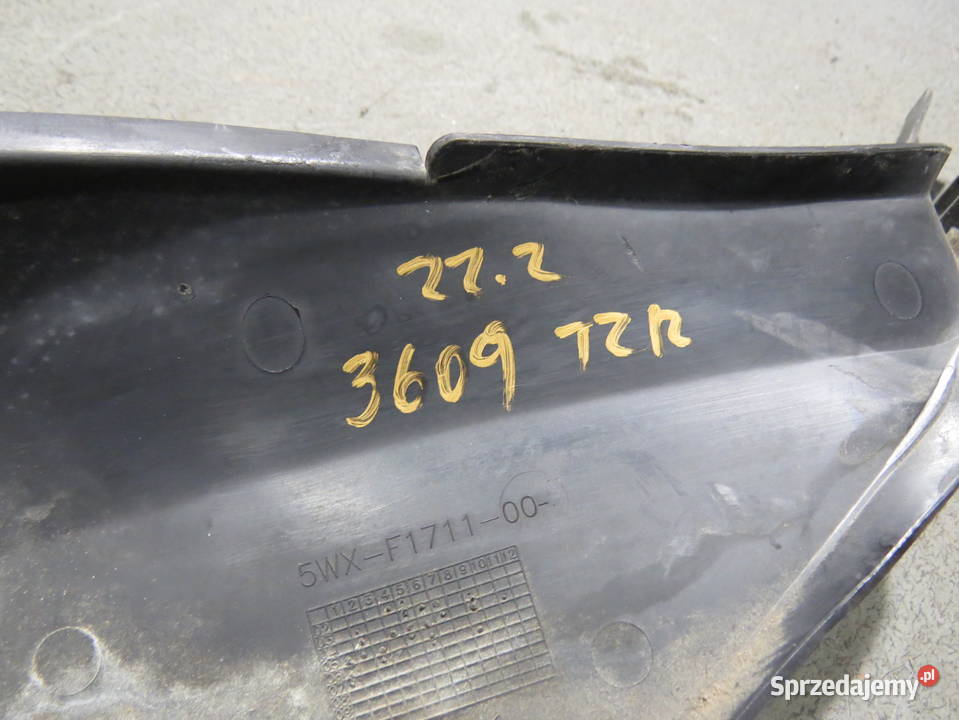 22.2
3609 TZR
5WX-F1711-00-
1 2 3 4 5 6 7 8 9 10 11 12
Sprzedajemy.pl